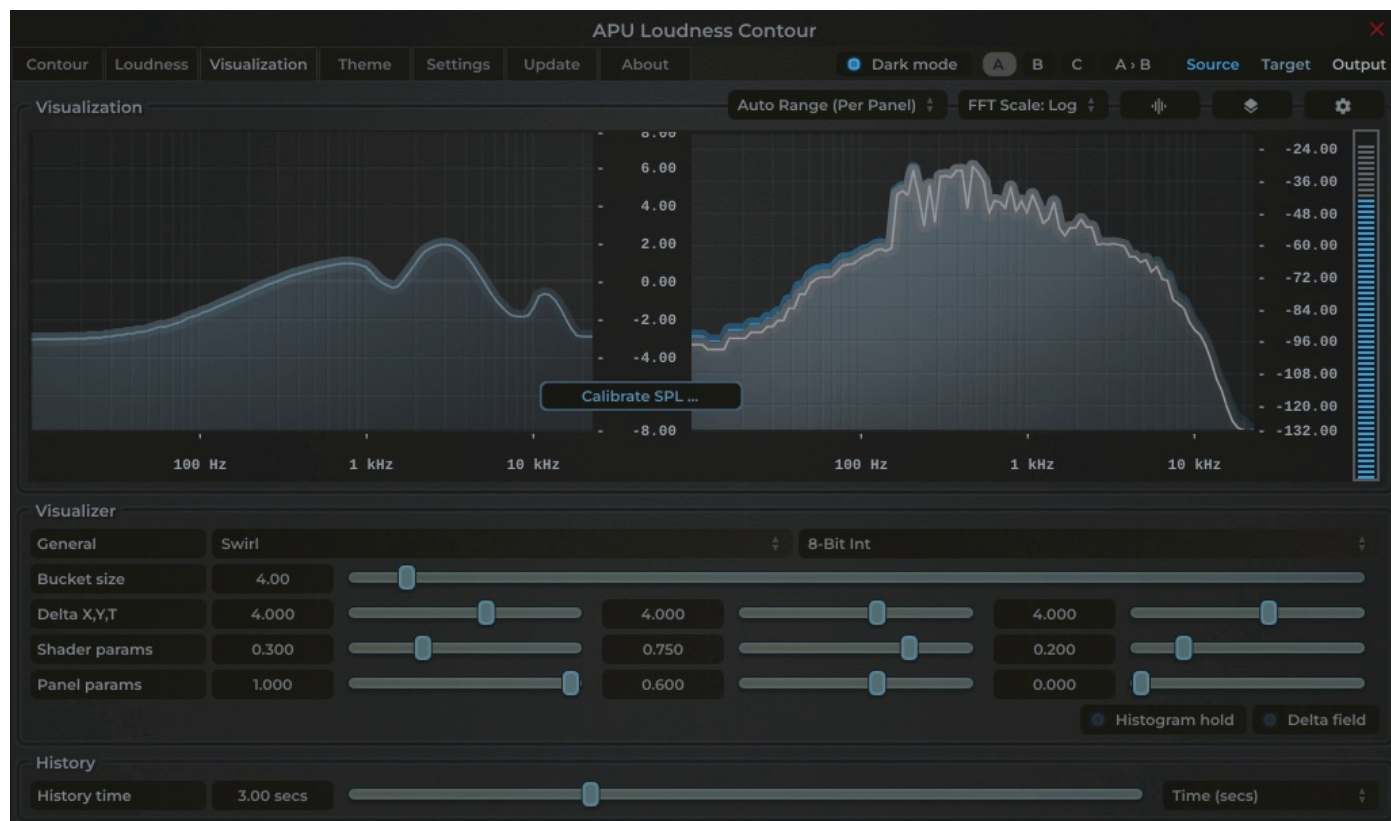 APU Loudness Contour
Contour Loudness Visualization Theme Settings Update About Dark mode A B C A › B Source Target Output
Visualization Auto Range (Per Panel) FFT Scale: Log
8.00
6.00
4.00
2.00
0.00
-2.00
-4.00
-8.00
100 Hz 1 kHz 10 kHz
Calibrate SPL ...
-24.00
-36.00
-48.00
-60.00
-72.00
-84.00
-96.00
-108.00
-120.00
-132.00
100 Hz 1 kHz 10 kHz
Visualizer
General Swirl 8-Bit Int
Bucket size 4.00
Delta X,Y,T 4.000 4.000 4.000
Shader params 0.300 0.750 0.200
Panel params 1.000 0.600 0.000
Histogram hold Delta field
History
History time 3.00 secs Time (secs)